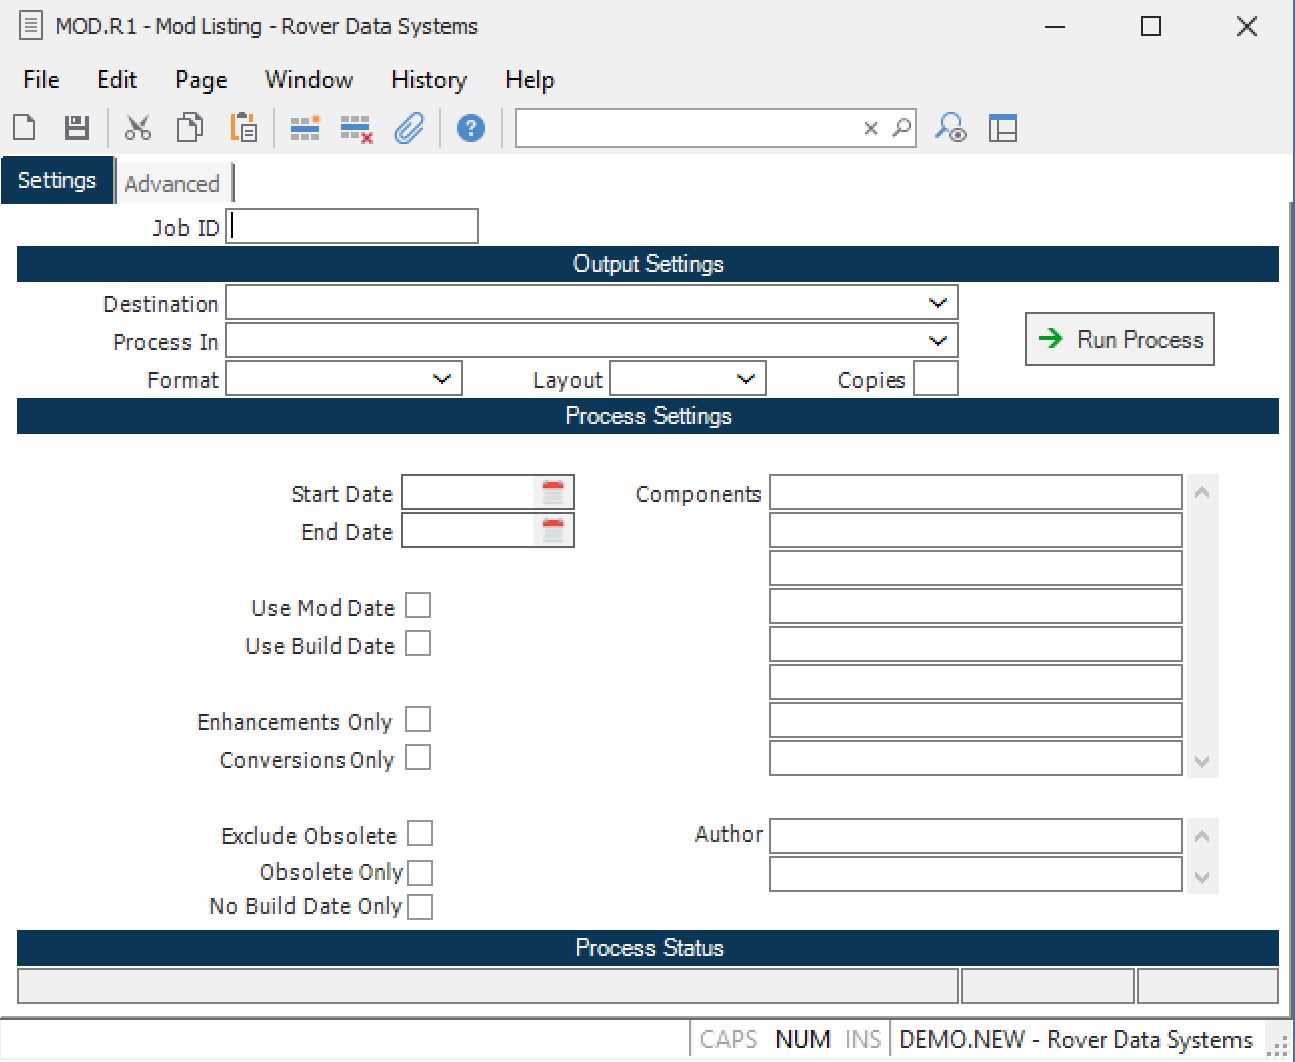 MOD.R1 - Mod Listing - Rover Data Systems
File Edit Page Window History Help
Settings Advanced
Job ID
Output Settings
Destination
Process In
Run Process
Format Layout Copies
Process Settings
Start Date Components
End Date
Use Mod Date
Use Build Date
Enhancements Only
Conversions Only
Exclude Obsolete Author
Obsolete Only
No Build Date Only
Process Status
CAPS NUM INS DEMO.NEW - Rover Data Systems